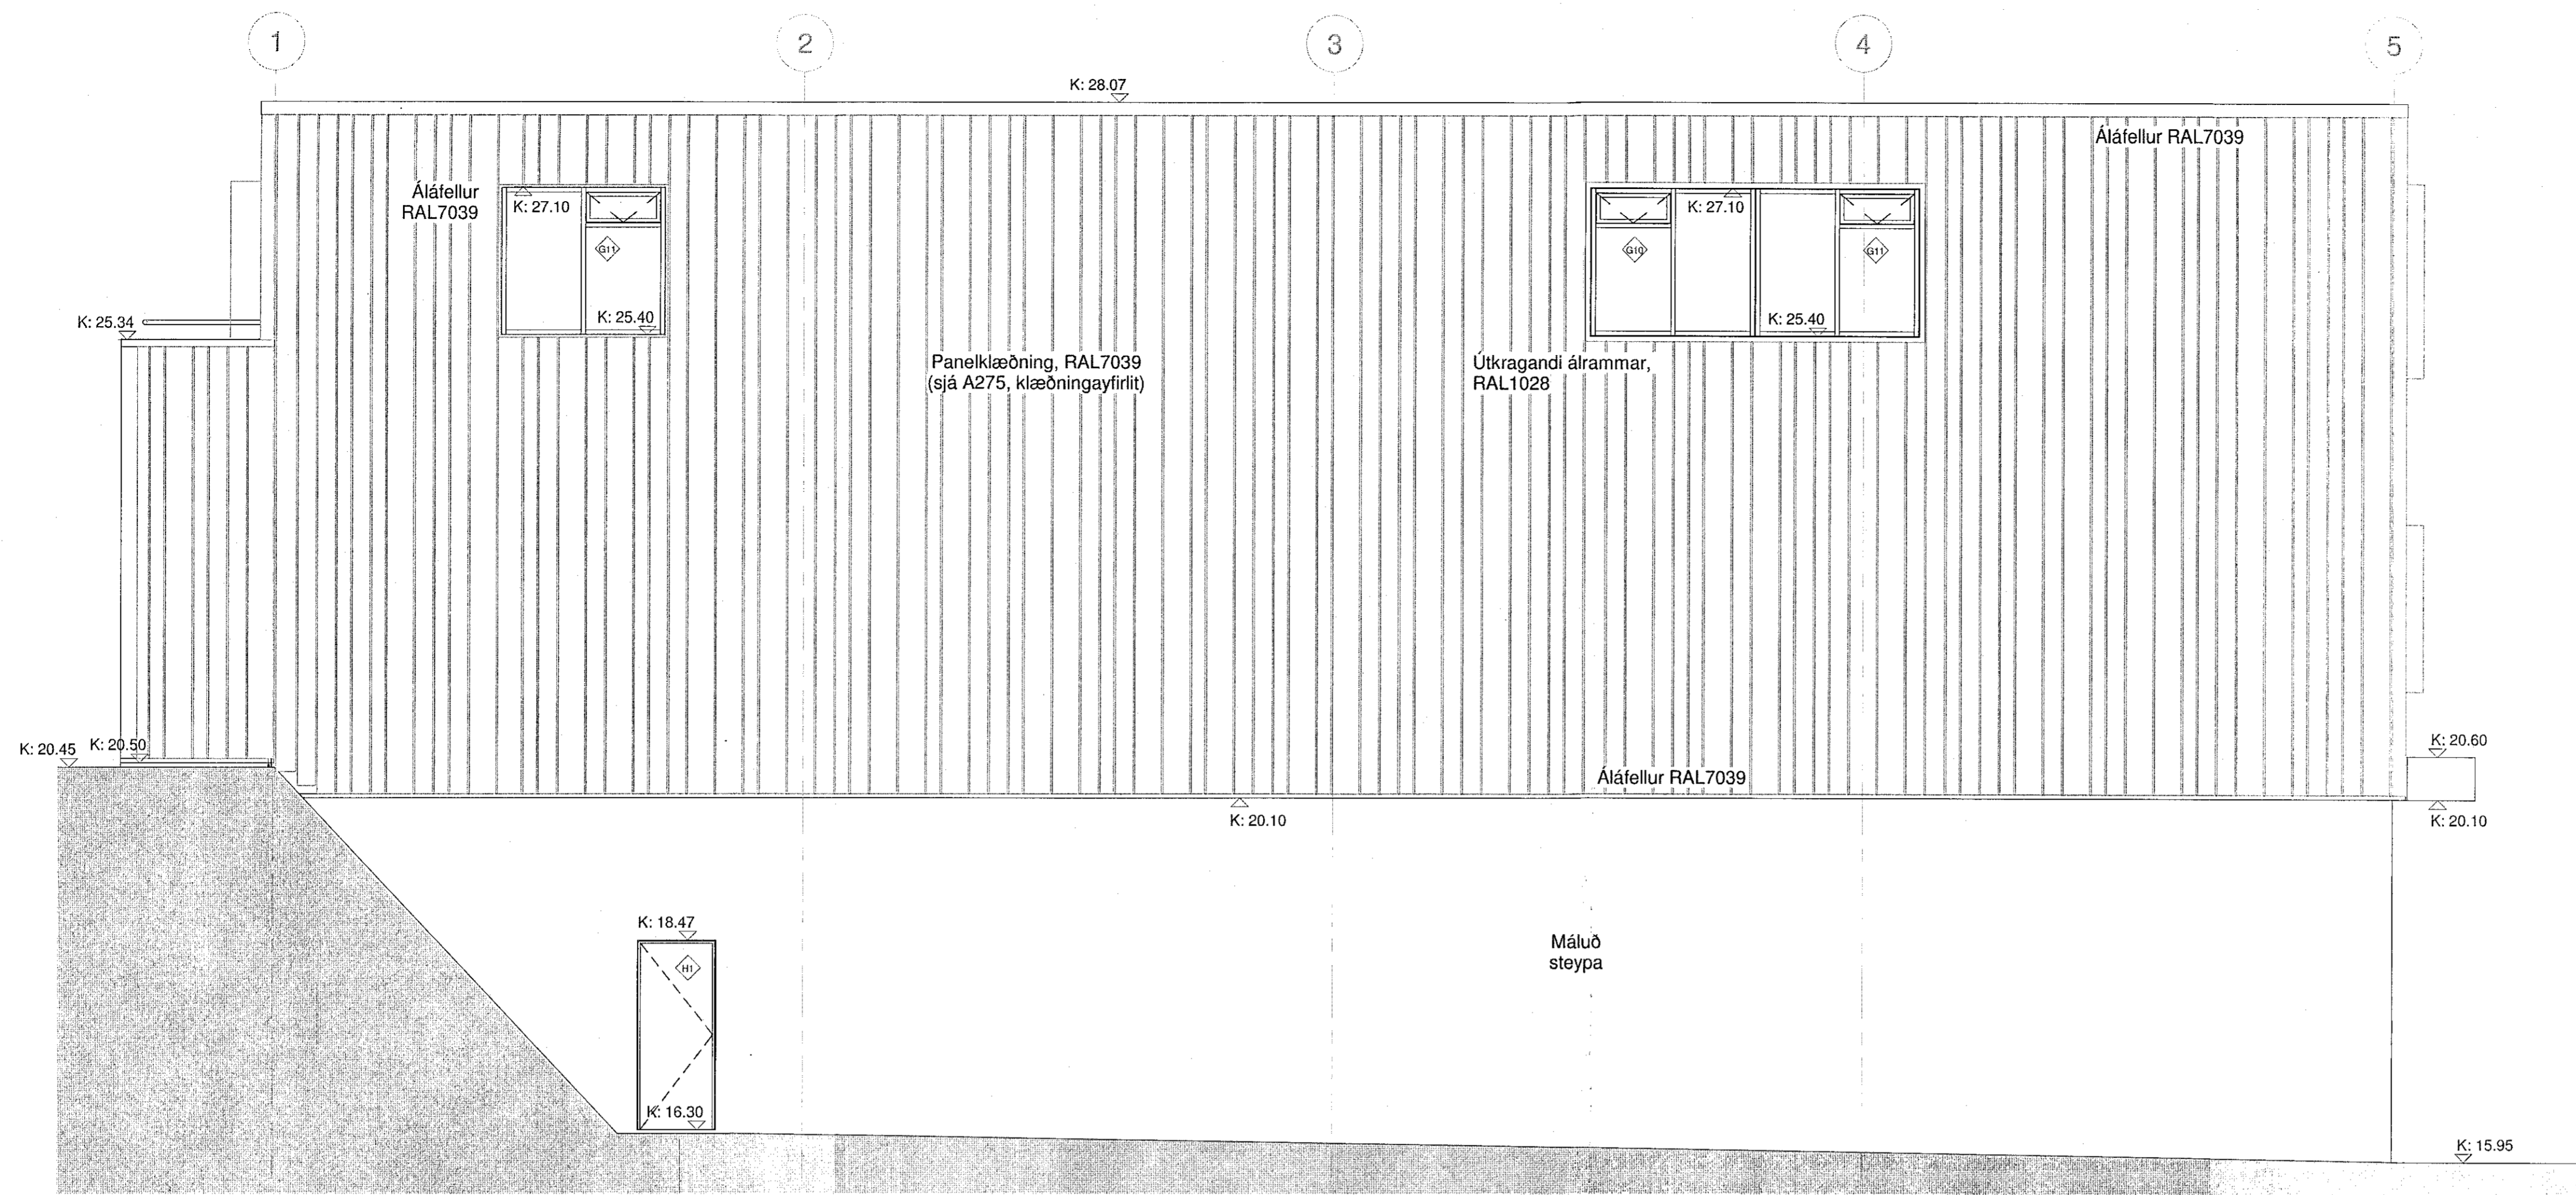 1
2
3
4
5
K: 28.07
Áláfellur RAL7039
Áláfellur
RAL7039
K: 27.10
G11
K: 25.40
K: 27.10
G10
G11
K: 25.40
K: 25.34
Panelklæðning, RAL7039
(sjá A275, klæðningayfirlit)
Útkragandi álrammar,
RAL1028
K: 20.45
K: 20.50
K: 20.60
Áláfellur RAL7039
K: 20.10
K: 20.10
K: 18.47
H1
Máluð
steypa
K: 16.30
K: 15.95